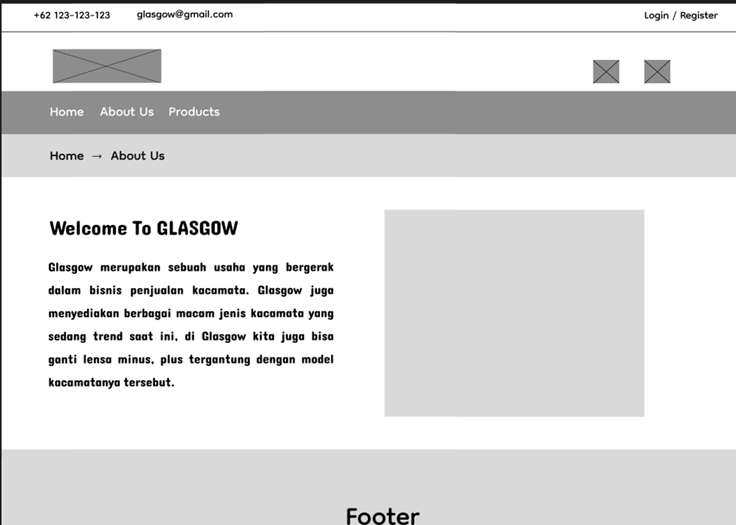 +62 123-123-123 glasgow@gmail.com Login / Register
Home About Us Products
Home → About Us
Welcome To GLASGOW
Glasgow merupakan sebuah usaha yang bergerak
dalam bisnis penjualan kacamata. Glasgow juga
menyediakan berbagai macam jenis kacamata yang
sedang trend saat ini, di Glasgow kita juga bisa
ganti lensa minus, plus tergantung dengan model
kacamatanya tersebut.
Footer